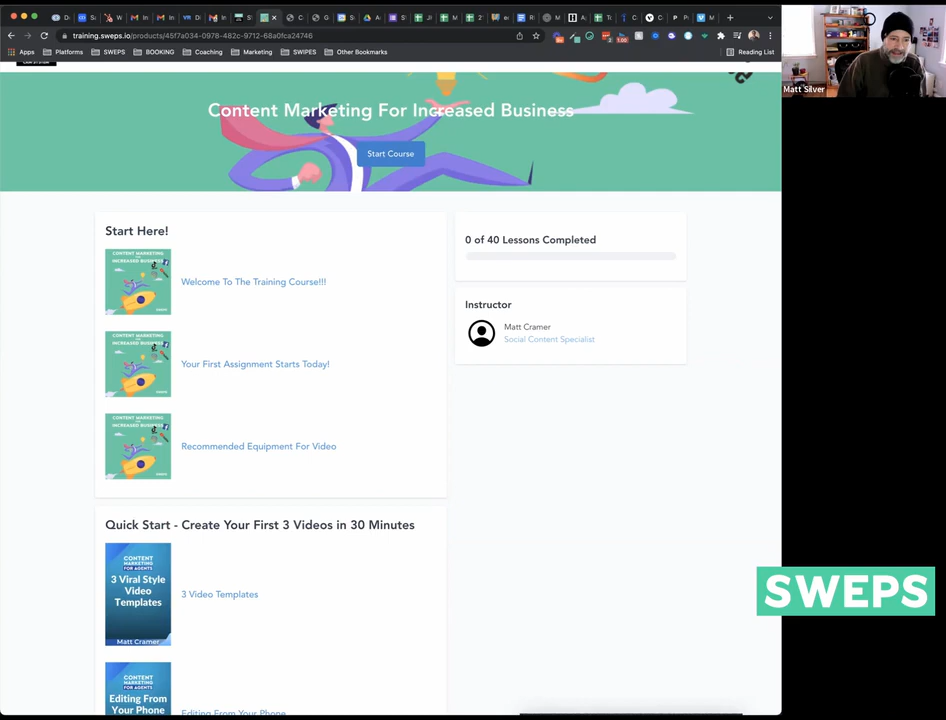 training.sweps.io/products/45f7a034-0978-482c-9712-68a0fca24746
Apps
Platforms
SWEPS
BOOKING
Coaching
Marketing
SWIPES
Other Bookmarks
Reading List
Matt Silver
Content Marketing For Increased Business
Start Course
Start Here!
Welcome To The Training Course!!!
Your First Assignment Starts Today!
Recommended Equipment For Video
0 of 40 Lessons Completed
Instructor
Matt Cramer
Social Content Specialist
Quick Start - Create Your First 3 Videos in 30 Minutes
CONTENT
MARKETING
FOR AGENTS
3 Viral Style
Video
Templates
Matt Cramer
3 Video Templates
CONTENT
MARKETING
FOR AGENTS
Editing From
Your Phone
Editing From Your Phone
SWEPS